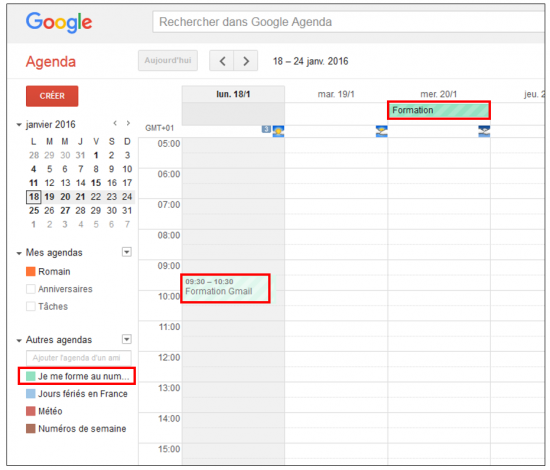 Google
Rechercher dans Google Agenda
Agenda
Aujourd'hui
18 – 24 janv. 2016
CRÉER
lun. 18/1
mar. 19/1
mer. 20/1
jeu. 2
Formation
janvier 2016
GMT+01
3
L M M J V S D
28 29 30 31 1 2 3
4 5 6 7 8 9 10
11 12 13 14 15 16 17
18 19 20 21 22 23 24
25 26 27 28 29 30 31
1 2 3 4 5 6 7
05:00
06:00
07:00
08:00
09:00
10:00
11:00
12:00
13:00
14:00
15:00
09:30 – 10:30
Formation Gmail
Mes agendas
Romain
Anniversaires
Tâches
Autres agendas
Ajouter l'agenda d'un ami
Je me forme au num...
Jours fériés en France
Météo
Numéros de semaine